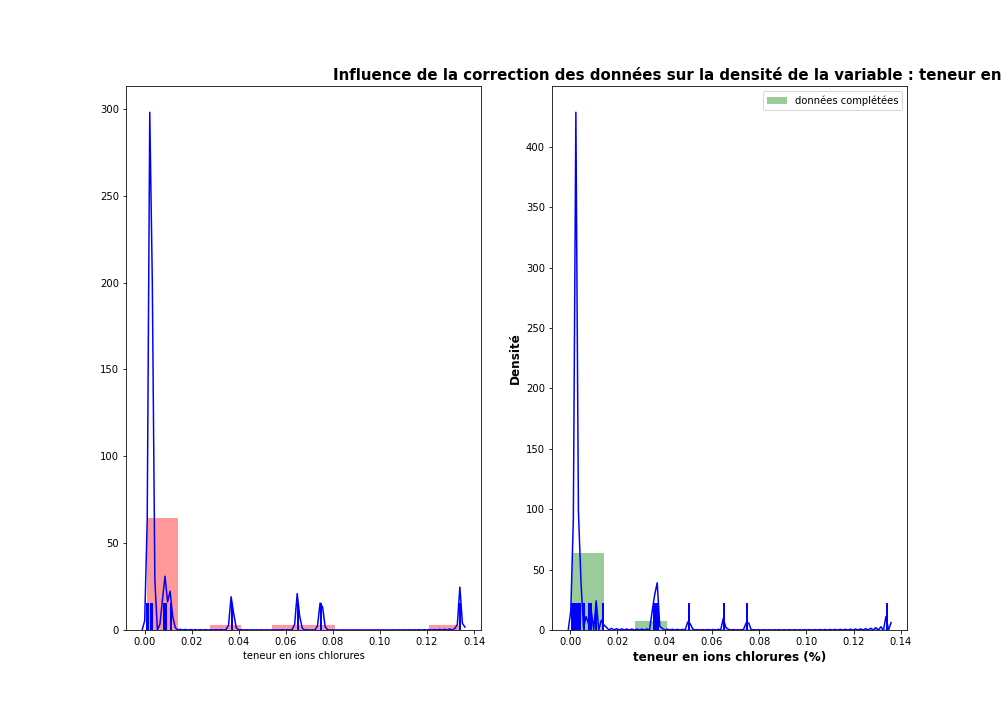 Influence de la correction des données sur la densité de la variable : teneur en
300
250
200
150
100
50
0
0.00 0.02 0.04 0.06 0.08 0.10 0.12 0.14
teneur en ions chlorures
données complétées
Densité
400
350
300
250
200
150
100
50
0
0.00 0.02 0.04 0.06 0.08 0.10 0.12 0.14
teneur en ions chlorures (%)